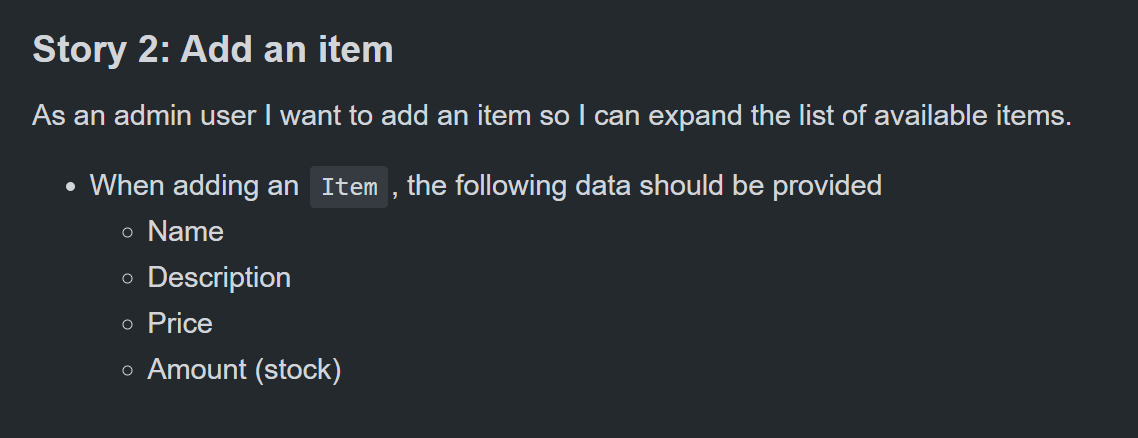 Story 2: Add an item
As an admin user I want to add an item so I can expand the list of available items.
When adding an Item, the following data should be provided
Name
Description
Price
Amount (stock)